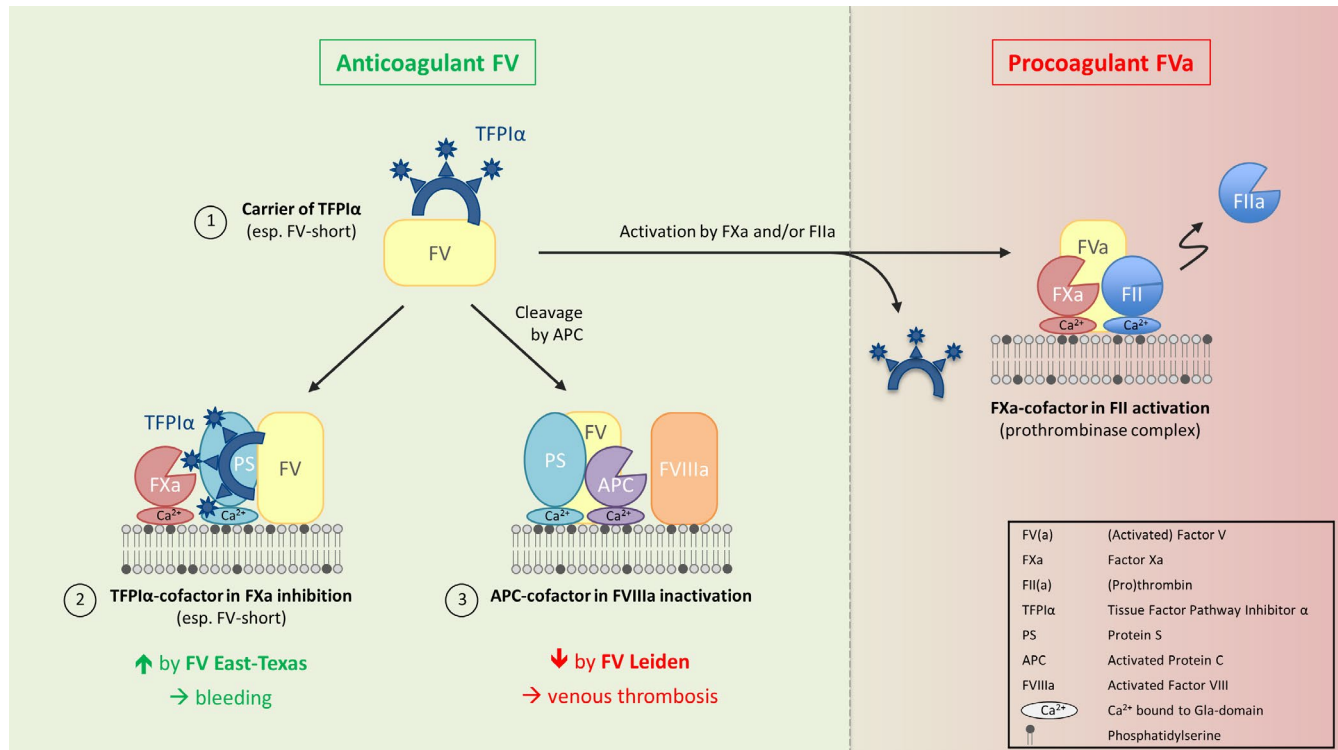 Anticoagulant FV
Procoagulant FVa
TFPIα
1
Carrier of TFPIα
(esp. FV-short)
FV
Activation by FXa and/or FIIa
Cleavage
by APC
FIIa
FVa
FXa
FII
Ca²⁺
Ca²⁺
FXa-cofactor in FII activation
(prothrombinase complex)
TFPIα
FXa
PS
FV
Ca²⁺
Ca²⁺
2
TFPIα-cofactor in FXa inhibition
(esp. FV-short)
↑ by FV East-Texas
→ bleeding
PS
FV
APC
FVIIIa
Ca²⁺
Ca²⁺
3
APC-cofactor in FVIIIa inactivation
↓ by FV Leiden
→ venous thrombosis
FV(a) (Activated) Factor V
FXa Factor Xa
FII(a) (Pro)thrombin
TFPIα Tissue Factor Pathway Inhibitor α
PS Protein S
APC Activated Protein C
FVIIIa Activated Factor VIII
Ca²⁺ Ca²⁺ bound to Gla-domain
Phosphatidylserine